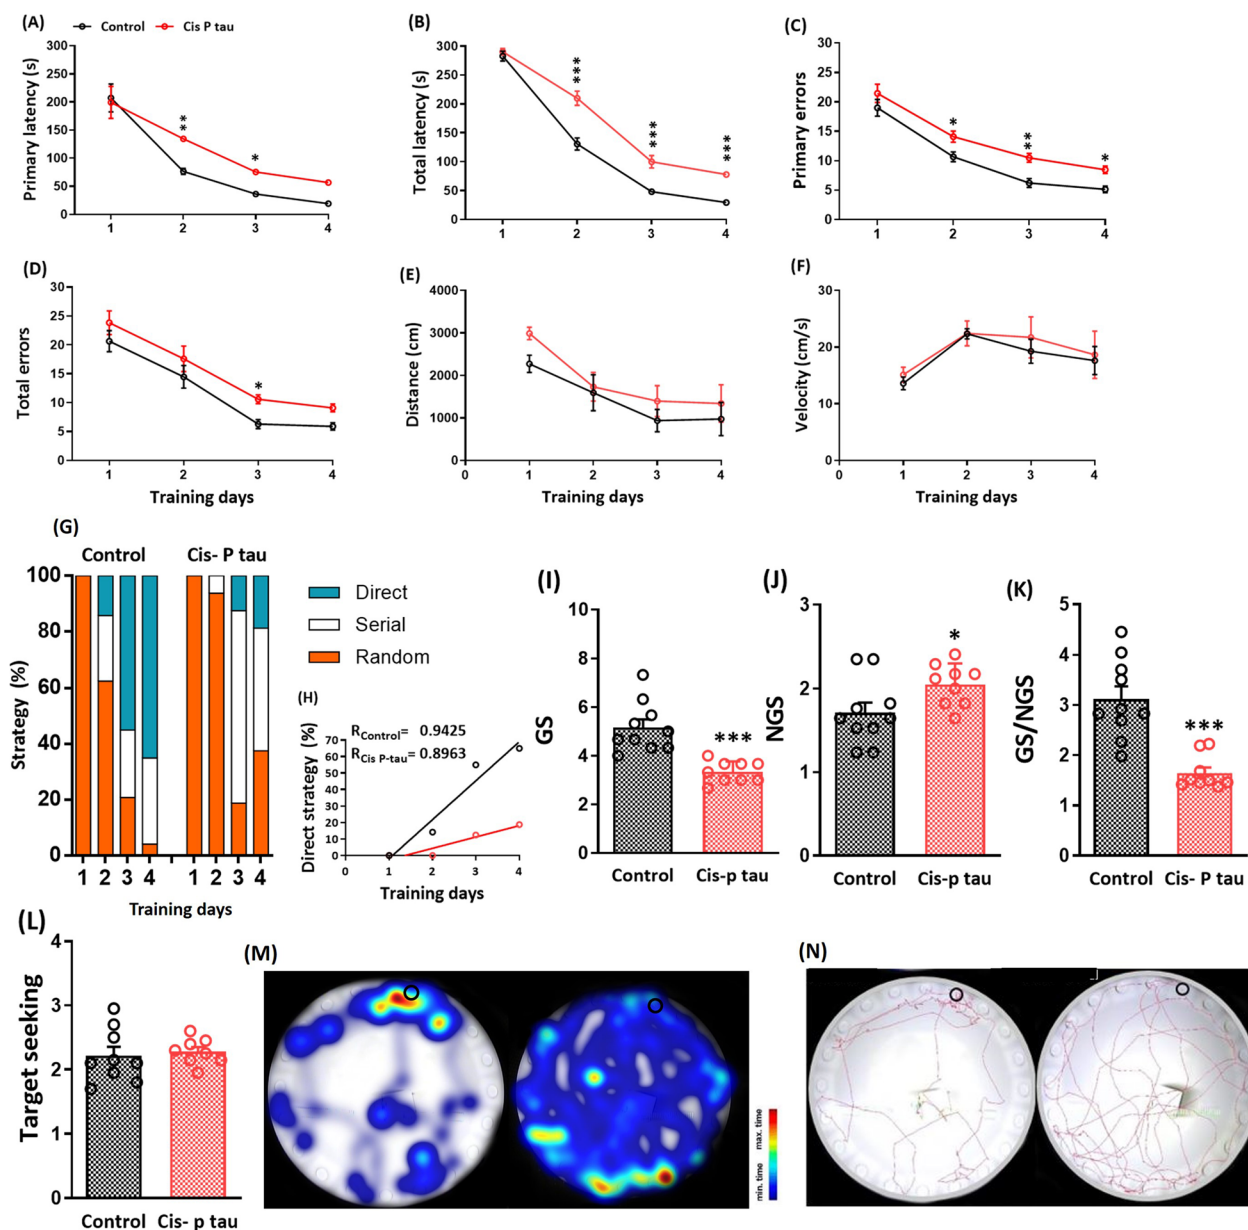 (A)
Control
Cis P tau
Primary latency (s)
300
250
200
150
100
50
0
**
*
1 2 3 4
(B)
Total latency (s)
300
250
200
150
100
50
0
***
***
***
1 2 3 4
(C)
Primary errors
30
25
20
15
10
5
0
*
**
*
1 2 3 4
(D)
Total errors
30
25
20
15
10
5
0
*
1 2 3 4
Training days
(E)
Distance (cm)
4000
3000
2000
1000
0
0 1 2 3 4
Training days
(F)
Velocity (cm/s)
30
20
10
0
0 1 2 3 4
Training days
(G)
Control Cis- P tau
Strategy (%)
100
80
60
40
20
0
1 2 3 4 1 2 3 4
Training days
Direct
Serial
Random
(H)
Direct strategy (%)
RControl= 0.9425
RCis P-tau= 0.8963
70
60
50
40
30
20
10
0
0 1 2 3 4
Training days
(I)
GS
10
8
6
4
2
0
***
Control Cis-p tau
(J)
NGS
3
2
1
0
*
Control Cis-p tau
(K)
GS/NGS
5
4
3
2
1
0
***
Control Cis- P tau
(L)
Target seeking
4
3
2
1
0
Control Cis- p tau
(M)
min. time max. time
(N)